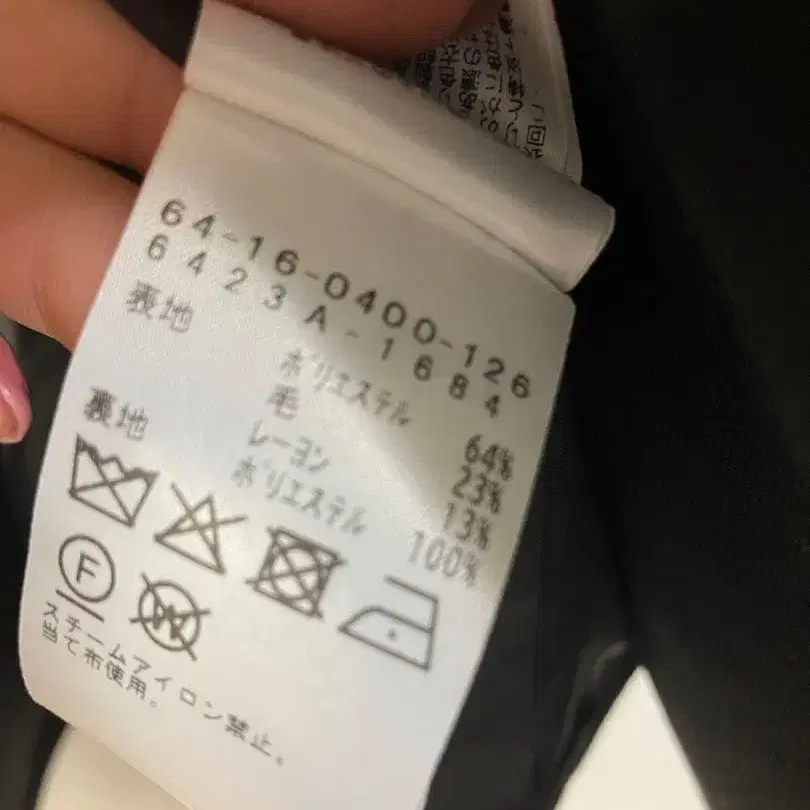 64-16-0400-126
6423A-1684
表地 ポリエステル 64%
毛 23%
レーヨン 13%
裏地 ポリエステル 100%
F
W
スチームアイロン禁止。
当て布使用。